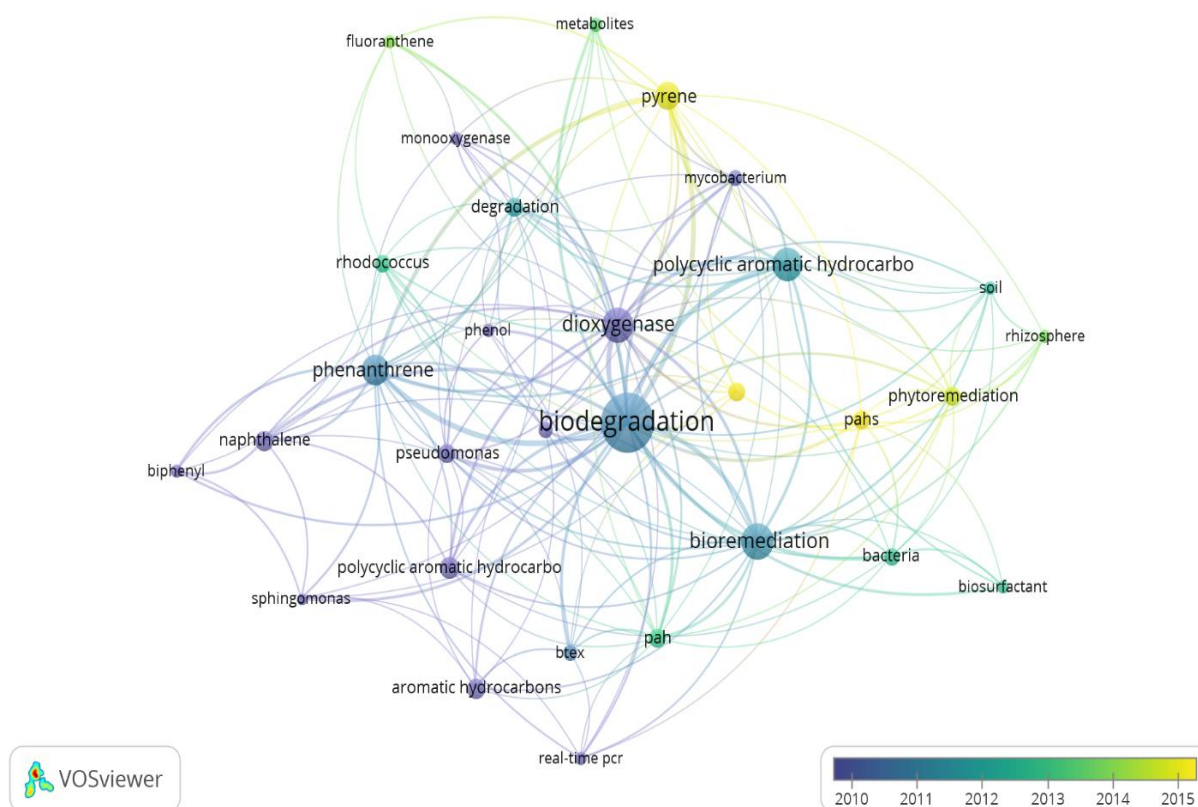 metabolites
fluoranthene
pyrene
monooxygenase
mycobacterium
degradation
rhodococcus
polycyclic aromatic hydrocarbo
soil
dioxygenase
phenol
rhizosphere
phenanthrene
phytoremediation
biodegradation
pahs
naphthalene
pseudomonas
biphenyl
bioremediation
bacteria
polycyclic aromatic hydrocarbo
biosurfactant
sphingomonas
pah
btex
aromatic hydrocarbons
real-time pcr
VOSviewer
2010 2011 2012 2013 2014 2015